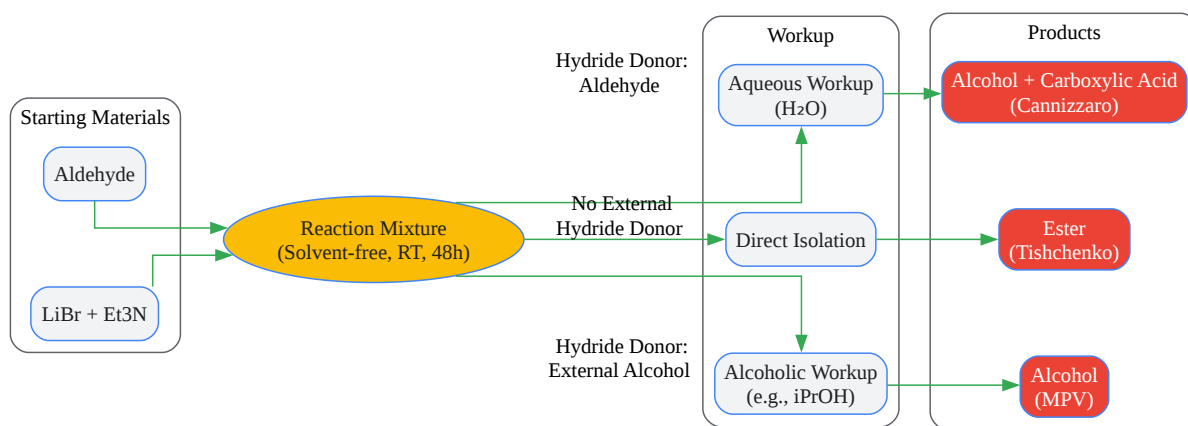 Starting Materials
Aldehyde
LiBr + Et3N
Reaction Mixture
(Solvent-free, RT, 48h)
Hydride Donor:
Aldehyde
No External
Hydride Donor
Hydride Donor:
External Alcohol
Workup
Aqueous Workup
(H₂O)
Direct Isolation
Alcoholic Workup
(e.g., iPrOH)
Products
Alcohol + Carboxylic Acid
(Cannizzaro)
Ester
(Tishchenko)
Alcohol
(MPV)